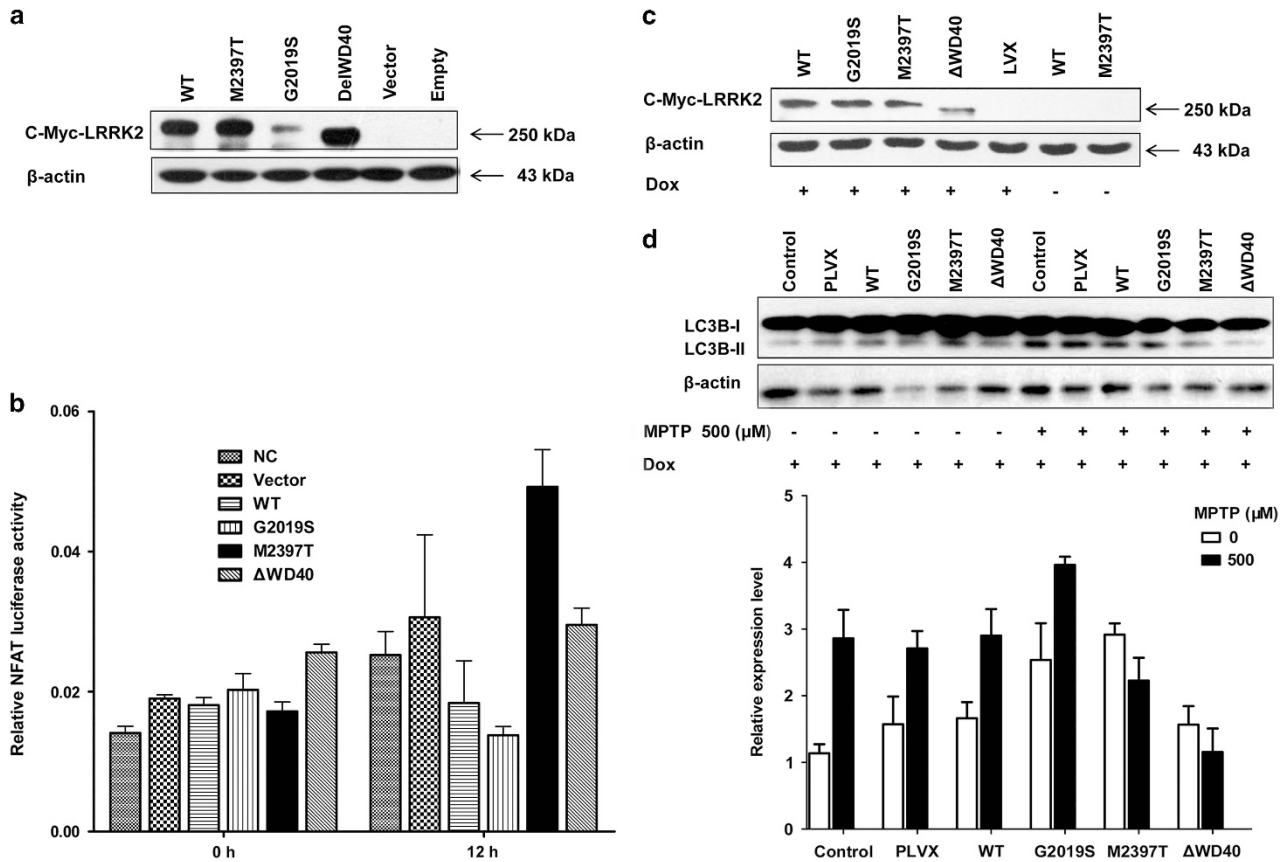 a
WT
M2397T
G2019S
DelWD40
Vector
Empty
C-Myc-LRRK2
250 kDa
β-actin
43 kDa
b
0.06
0.04
0.02
0.00
Relative NFAT luciferase activity
NC
Vector
WT
G2019S
M2397T
ΔWD40
0 h
12 h
c
WT
G2019S
M2397T
ΔWD40
LVX
WT
M2397T
C-Myc-LRRK2
250 kDa
β-actin
43 kDa
Dox + + + + + - -
d
Control
PLVX
WT
G2019S
M2397T
ΔWD40
Control
PLVX
WT
G2019S
M2397T
ΔWD40
LC3B-I
LC3B-II
β-actin
MPTP 500 (µM) - - - - - - + + + + + +
Dox + + + + + + + + + + + +
5
4
3
2
1
0
Relative expression level
MPTP (µM)
0
500
Control PLVX WT G2019S M2397T ΔWD40